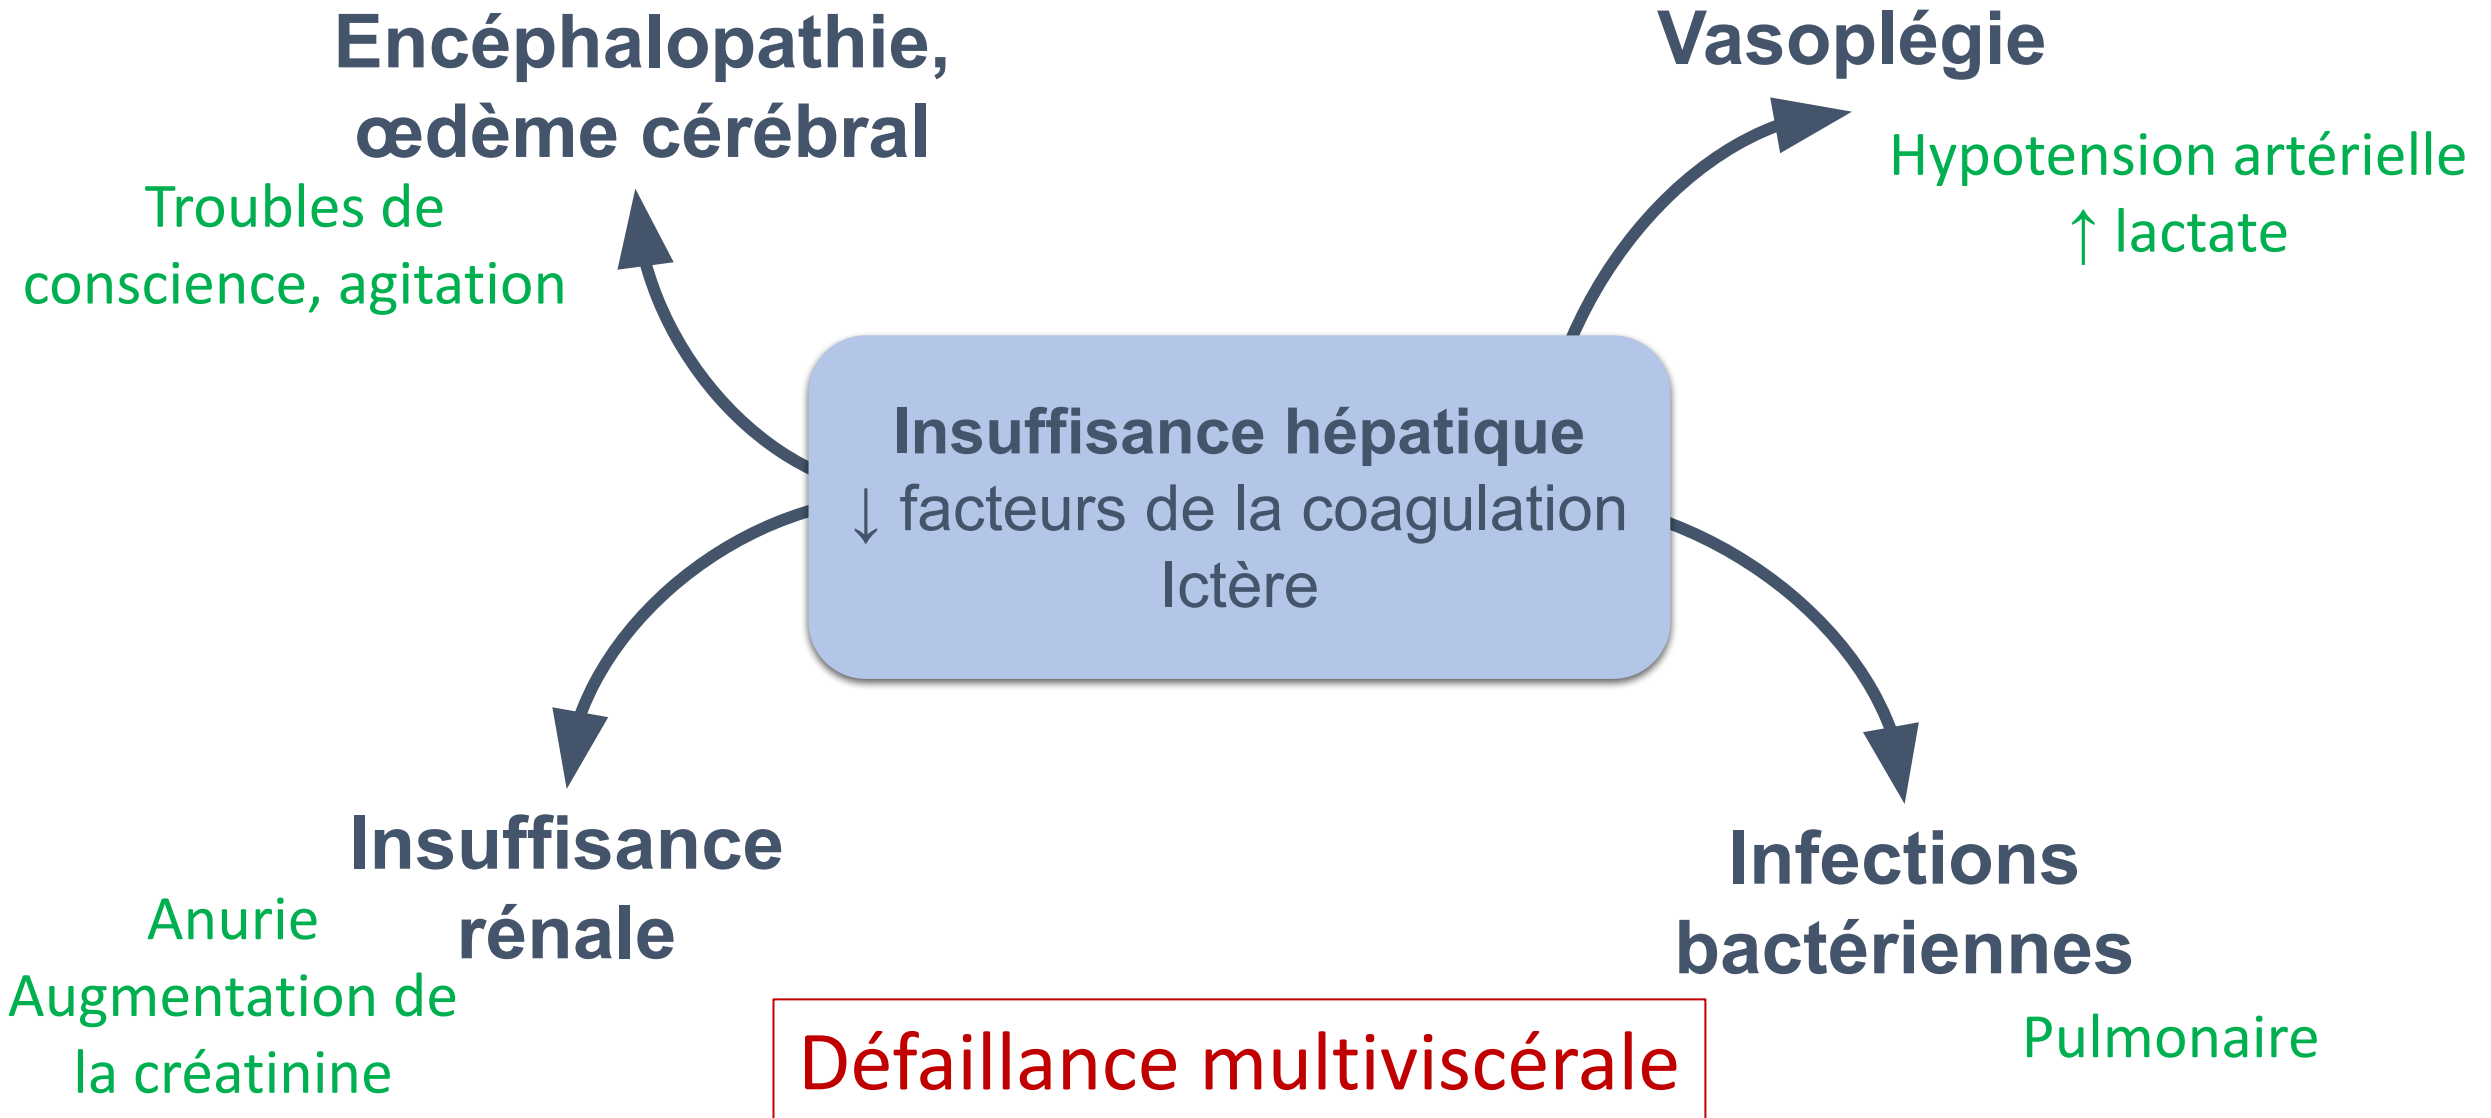 Encéphalopathie,
œdème cérébral
Troubles de
conscience, agitation
Vasoplégie
Hypotension artérielle
↑ lactate
Insuffisance hépatique
↓ facteurs de la coagulation
Ictère
Insuffisance
rénale
Anurie
Augmentation de
la créatinine
Infections
bactériennes
Pulmonaire
Défaillance multiviscérale